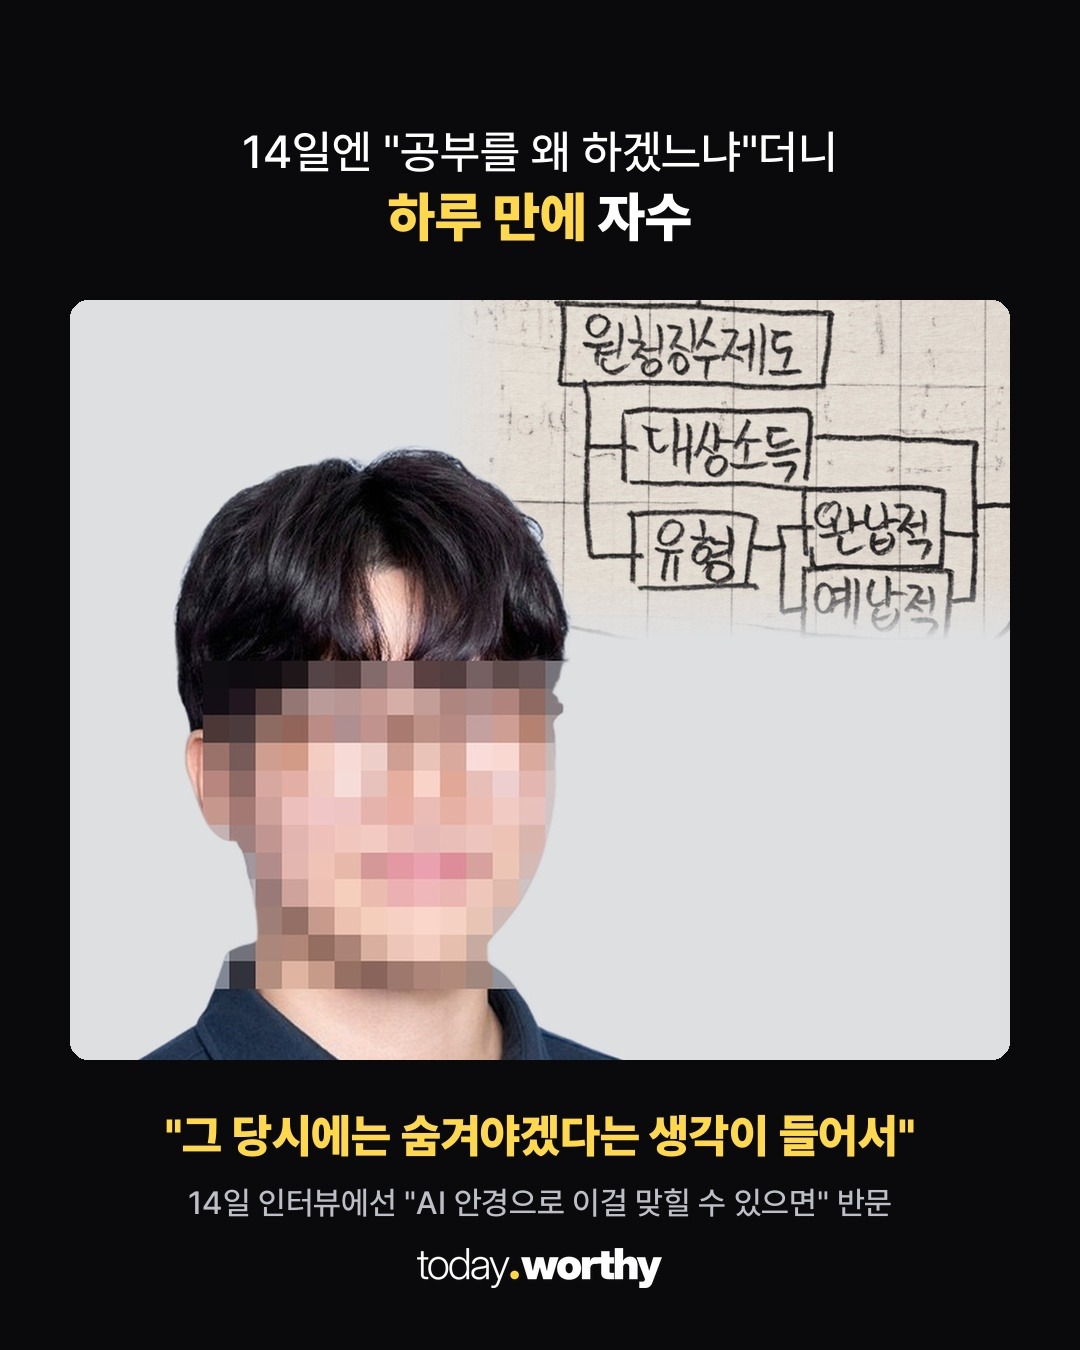 14일엔 "공부를 왜 하겠느냐"더니
하루 만에 자수
원천징수제도
대상소득
유형
완납적
예납적
"그 당시에는 숨겨야겠다는 생각이 들어서"
14일 인터뷰에선 "AI 안경으로 이걸 맞힐 수 있으면" 반문
today.worthy